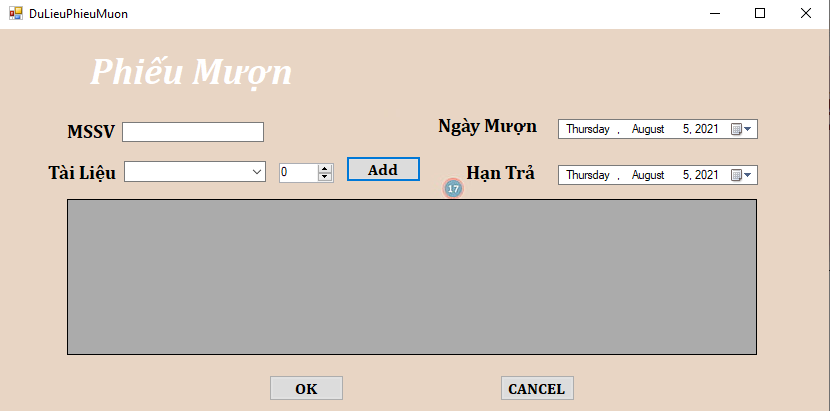 DuLieuPhieuMuon
Phiếu Mượn
MSSV
Ngày Mượn
Thursday , August 5, 2021
Tài Liệu
0
Add
Hạn Trả
Thursday , August 5, 2021
17
OK
CANCEL